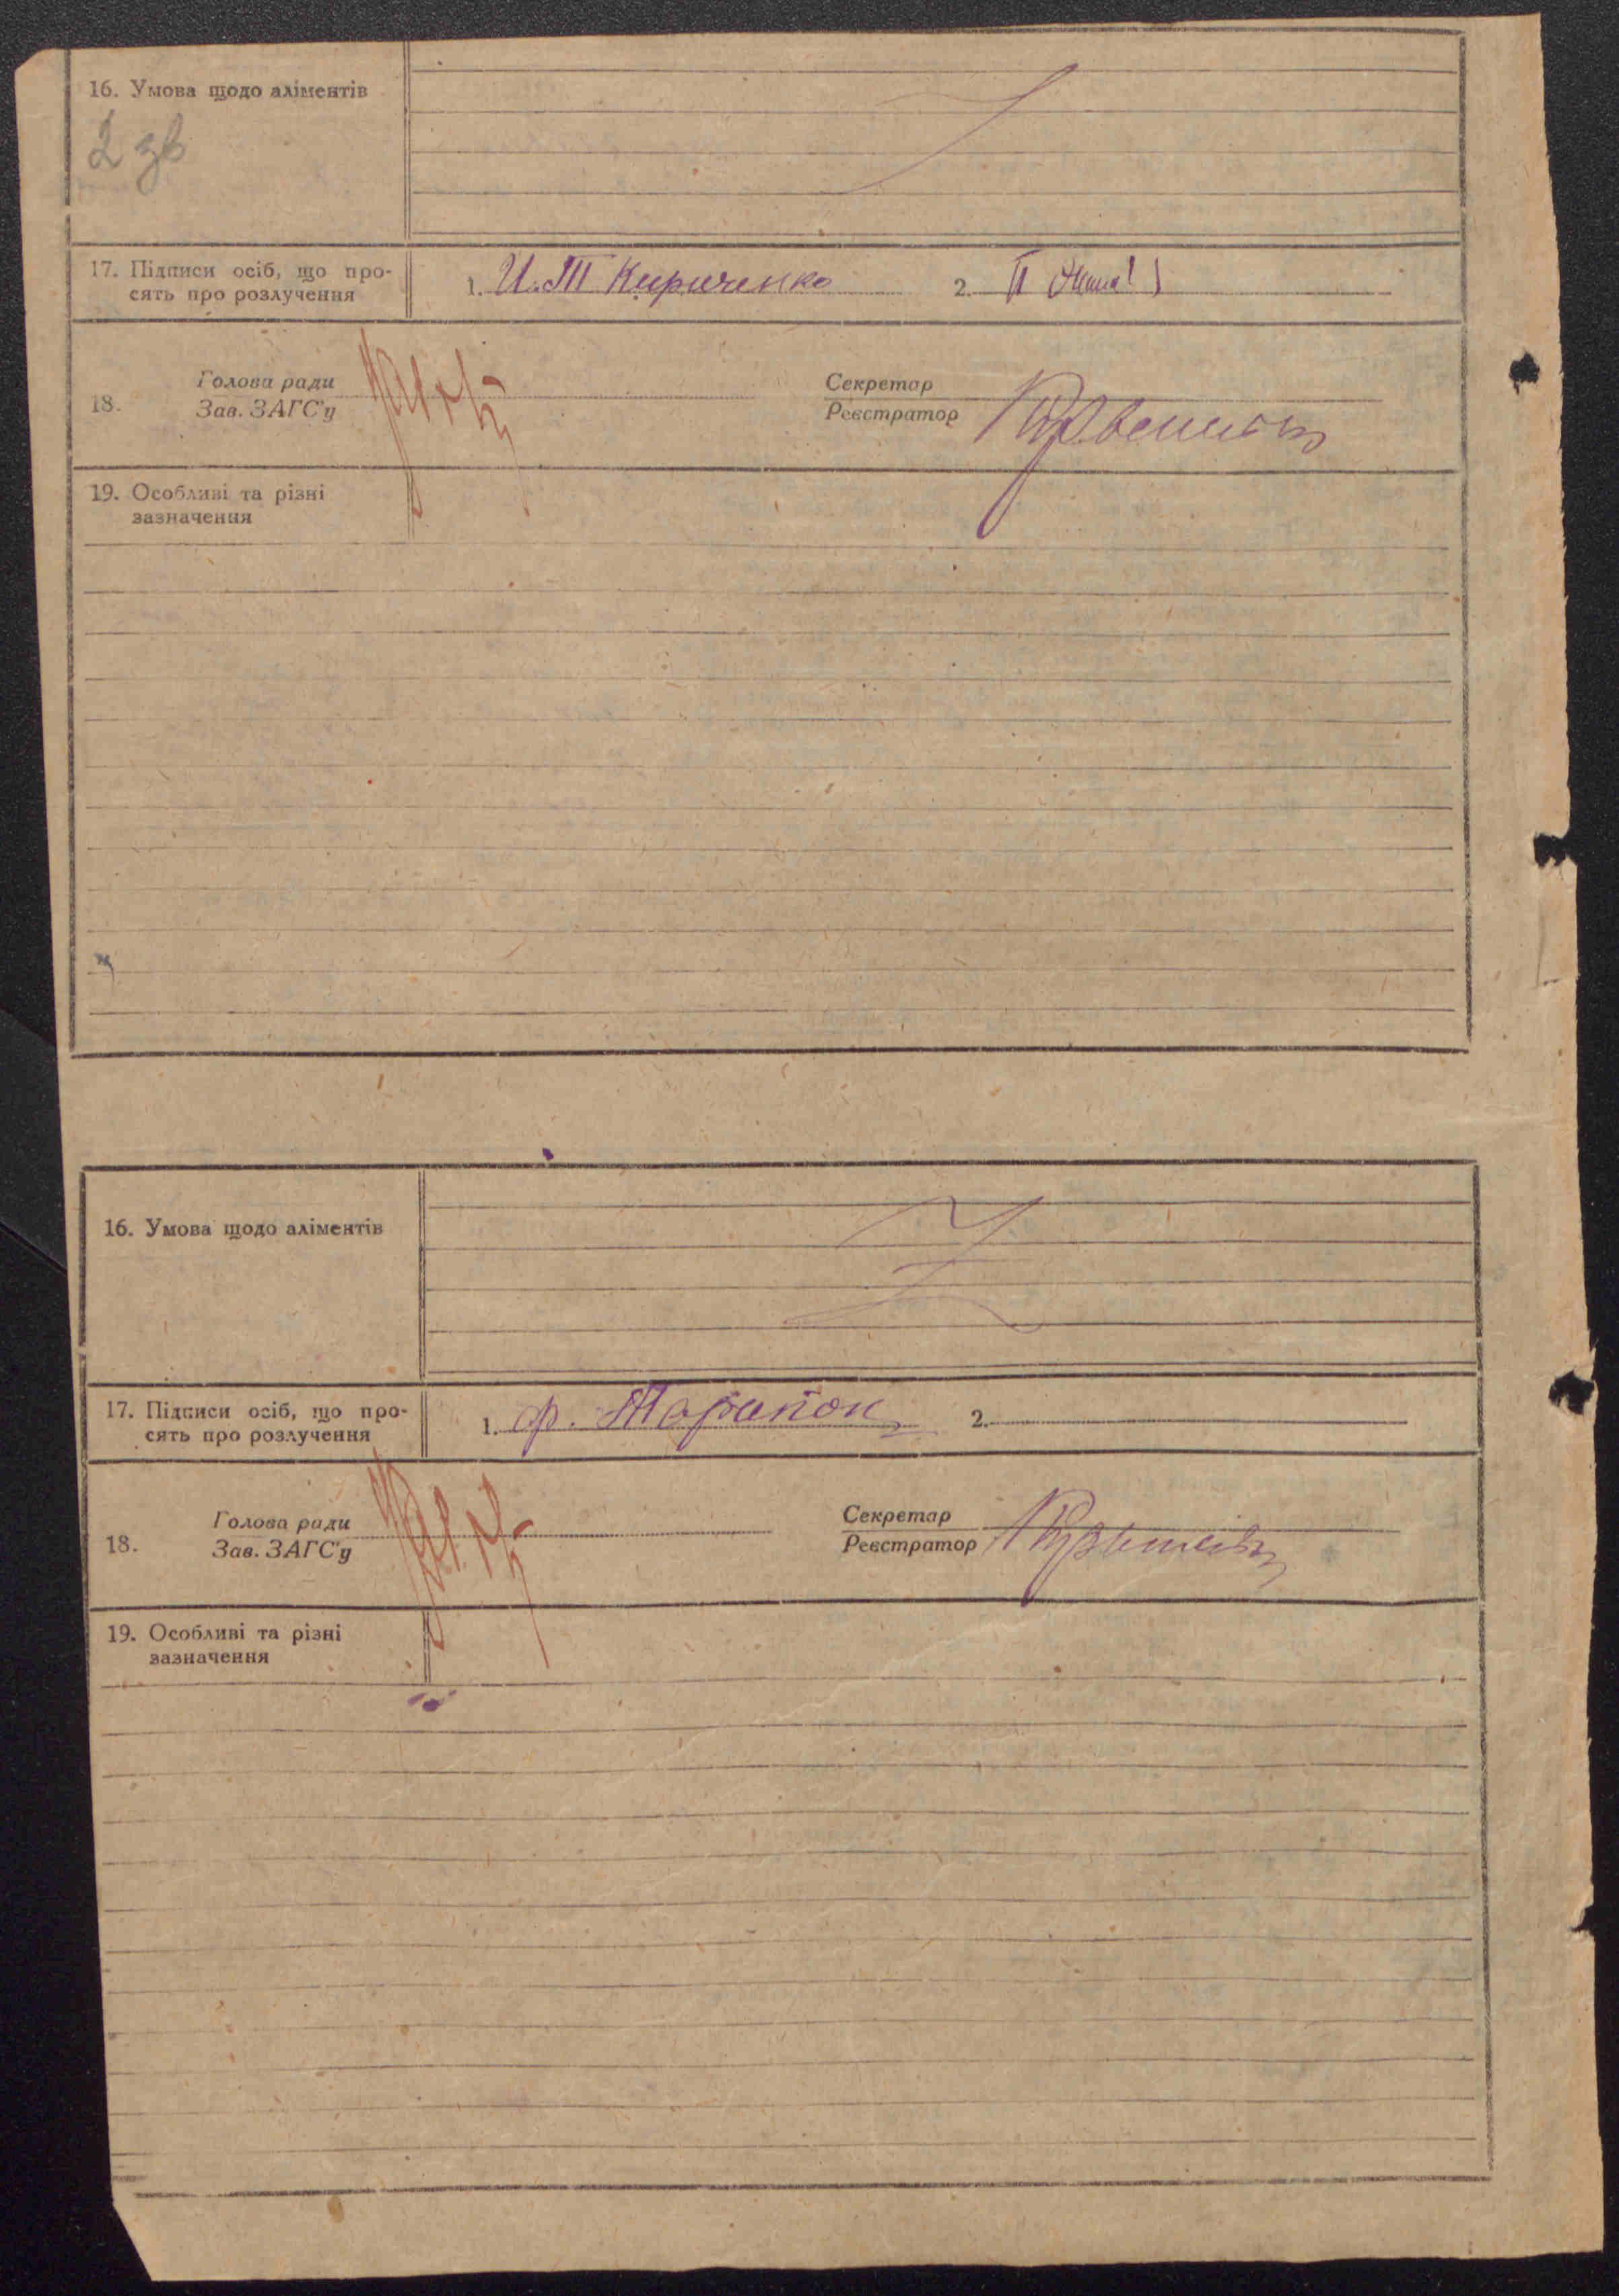 16. Умова щодо аліментів
2 зв
17. Підписи осіб, що про-
сять про розлучення
1. И. Т Кириченко 2.
18. Голова ради
Зав. ЗАГС'у
Секретар
Реєстратор
19. Особливі та різні
зазначення
16. Умова щодо аліментів
17. Підписи осіб, що про-
сять про розлучення
1. 2.
18. Голова ради
Зав. ЗАГС'у
Секретар
Реєстратор
19. Особливі та різні
зазначення